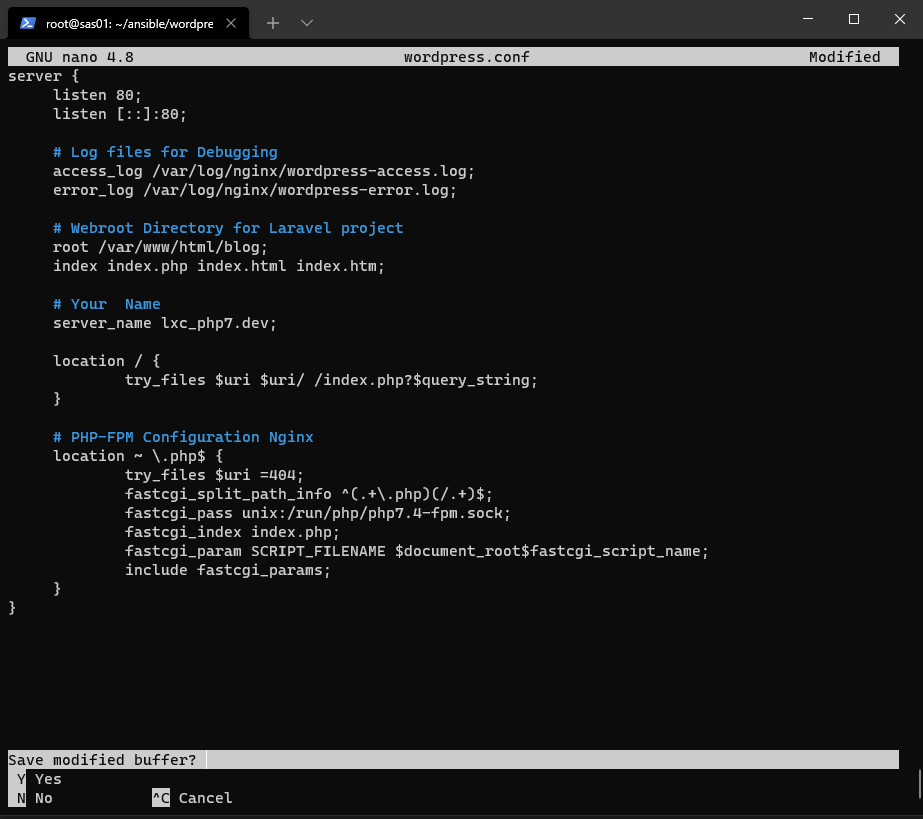 root@sas01: ~/ansible/wordpre
GNU nano 4.8 wordpress.conf Modified
server {
listen 80;
listen [::]:80;
# Log files for Debugging
access_log /var/log/nginx/wordpress-access.log;
error_log /var/log/nginx/wordpress-error.log;
# Webroot Directory for Laravel project
root /var/www/html/blog;
index index.php index.html index.htm;
# Your  Name
server_name lxc_php7.dev;
location / {
try_files $uri $uri/ /index.php?$query_string;
}
# PHP-FPM Configuration Nginx
location ~ \.php$ {
try_files $uri =404;
fastcgi_split_path_info ^(.+\.php)(/.+)$;
fastcgi_pass unix:/run/php/php7.4-fpm.sock;
fastcgi_index index.php;
fastcgi_param SCRIPT_FILENAME $document_root$fastcgi_script_name;
include fastcgi_params;
}
}
Save modified buffer?
Y Yes
N No ^C Cancel